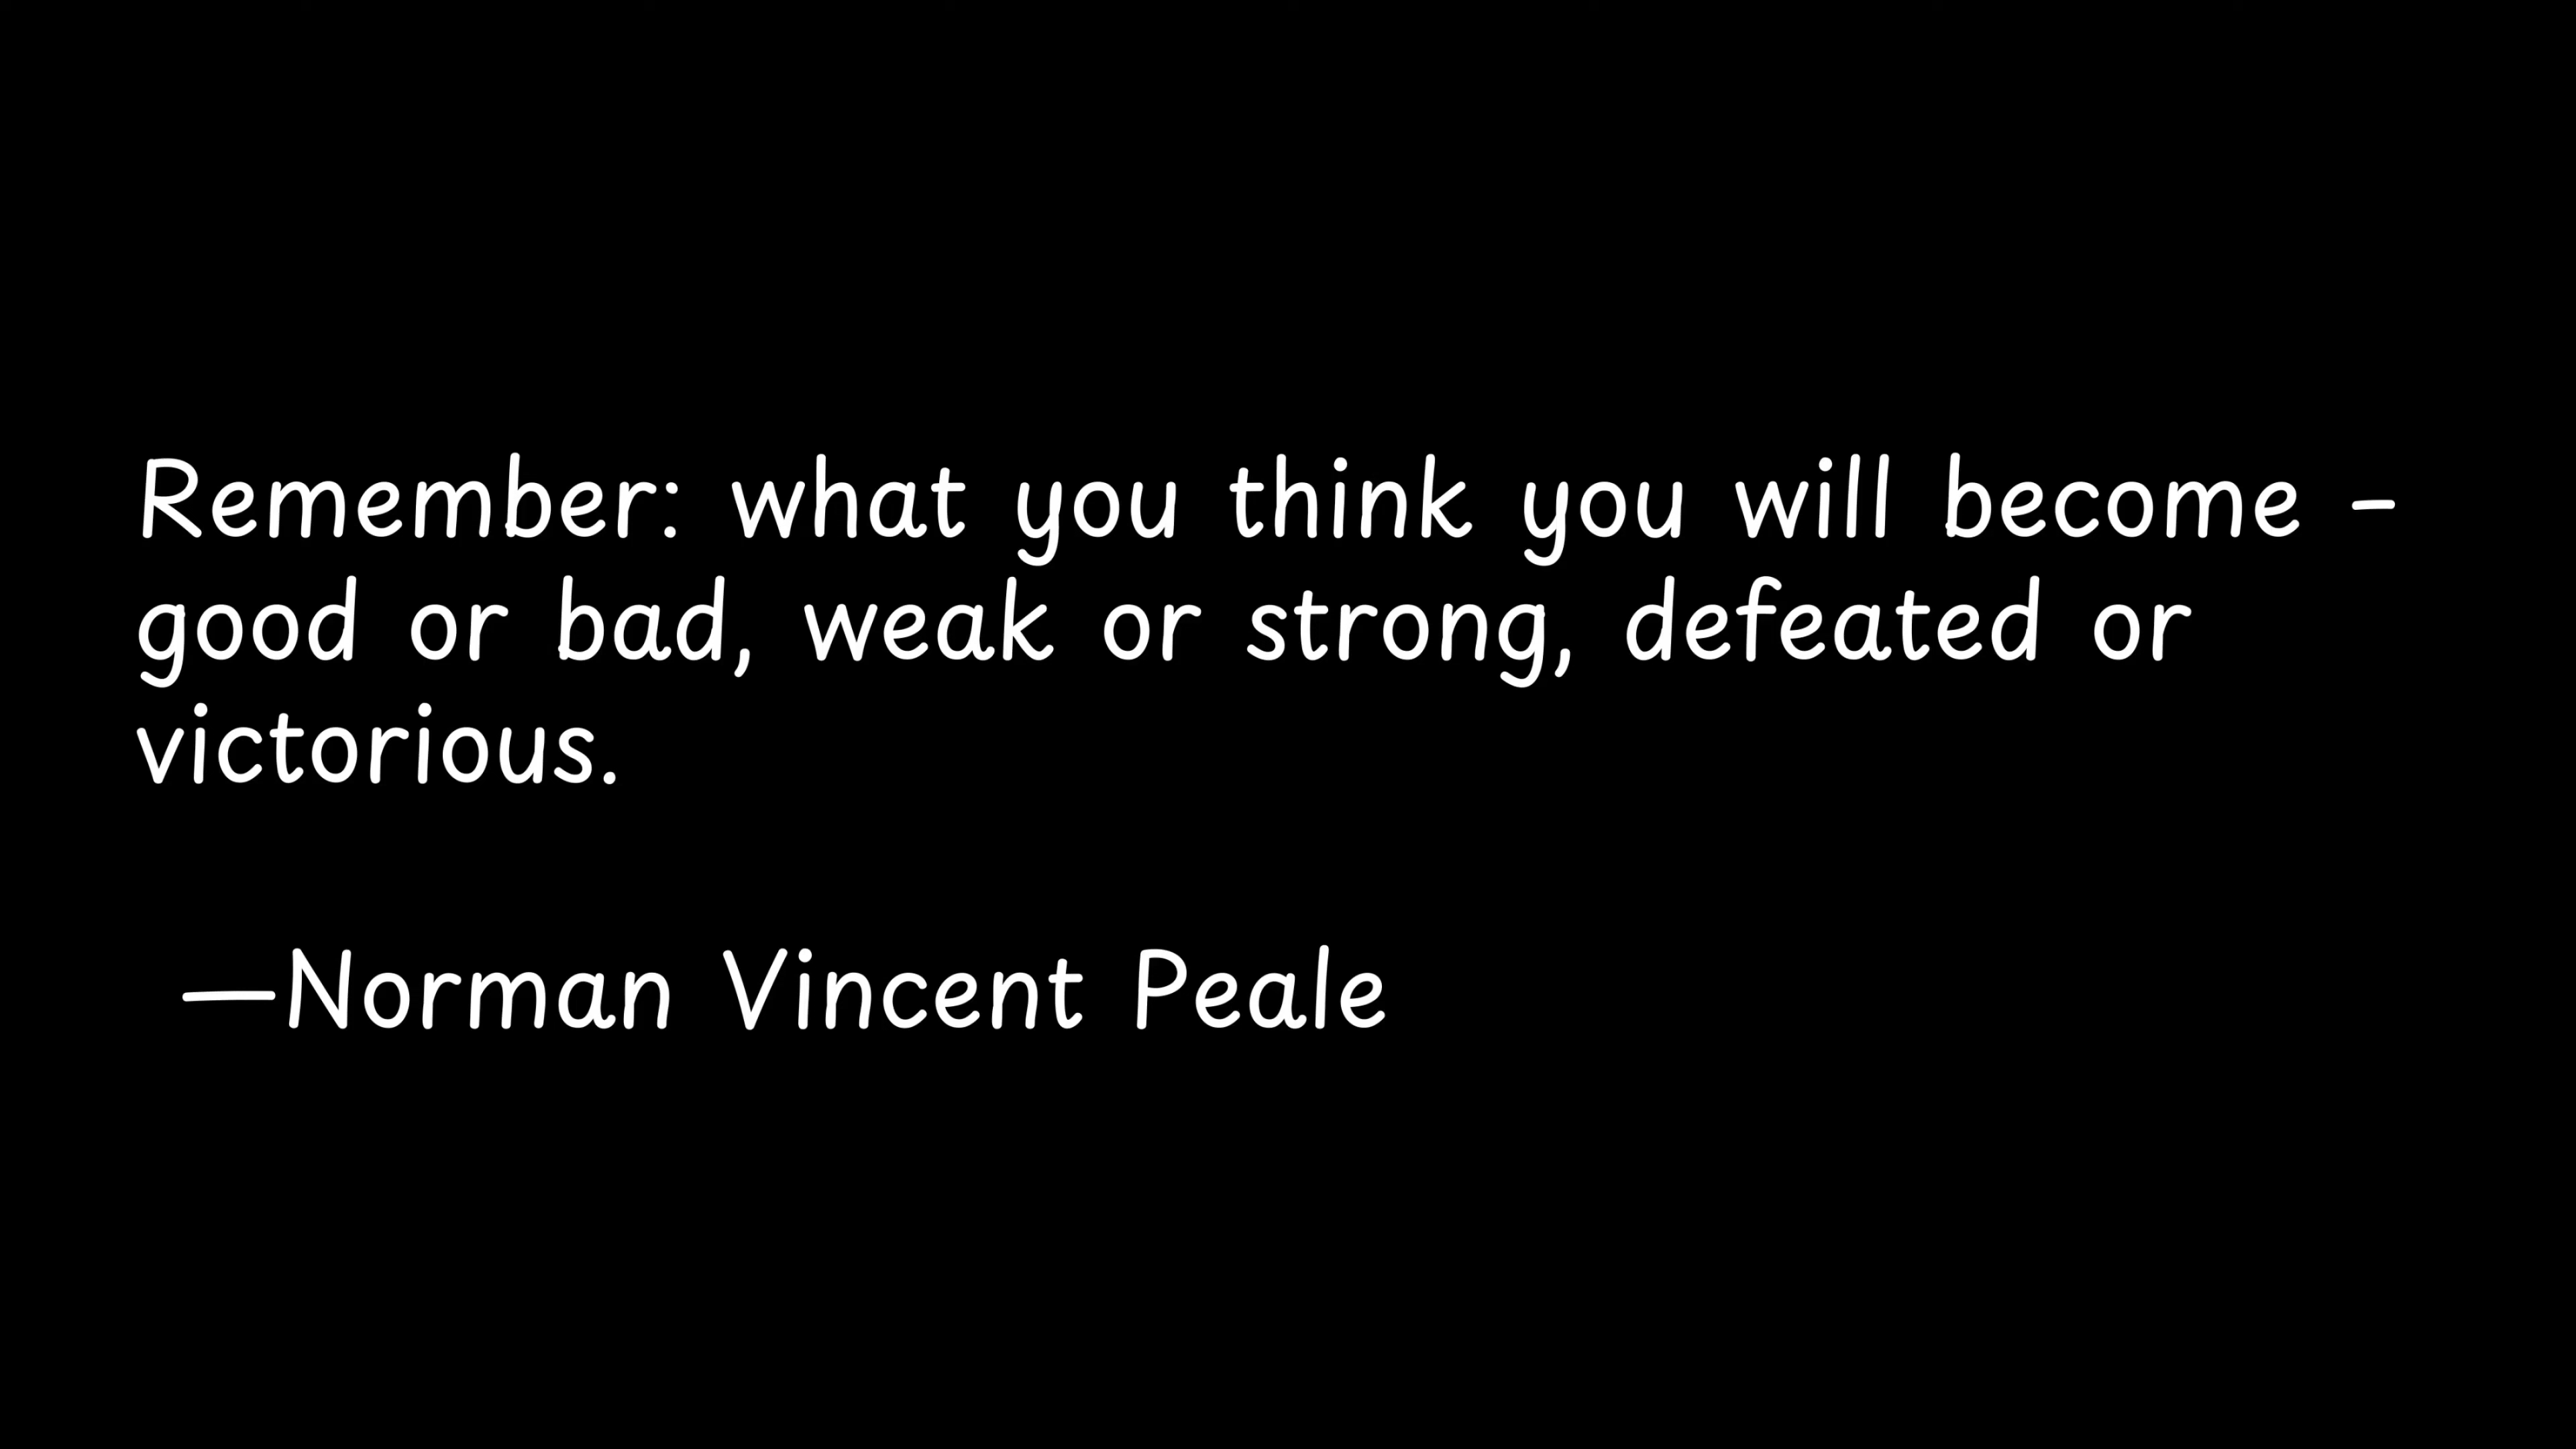 Remember: what you think you will become -
good or bad, weak or strong, defeated or
victorious.
—Norman Vincent Peale